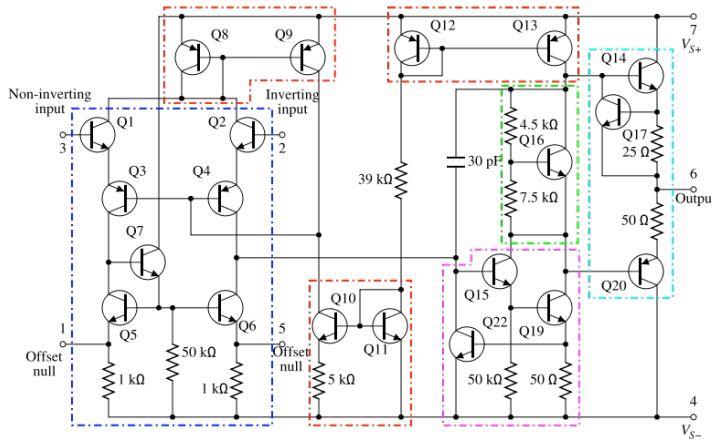 Q8
Q9
Q12
Q13
7
V_S+
Q14
Non-inverting
input
Inverting
input
Q1
Q2
3
2
4.5 kΩ
Q16
Q17
25 Ω
30 pF
Q3
Q4
39 kΩ
7.5 kΩ
6
Output
50 Ω
Q7
Q15
Q20
Q10
1
Q5
Q6
5
Q22
Q19
Offset
null
50 kΩ
Offset
null
Q11
1 kΩ
1 kΩ
5 kΩ
50 kΩ
50 Ω
4
V_S−